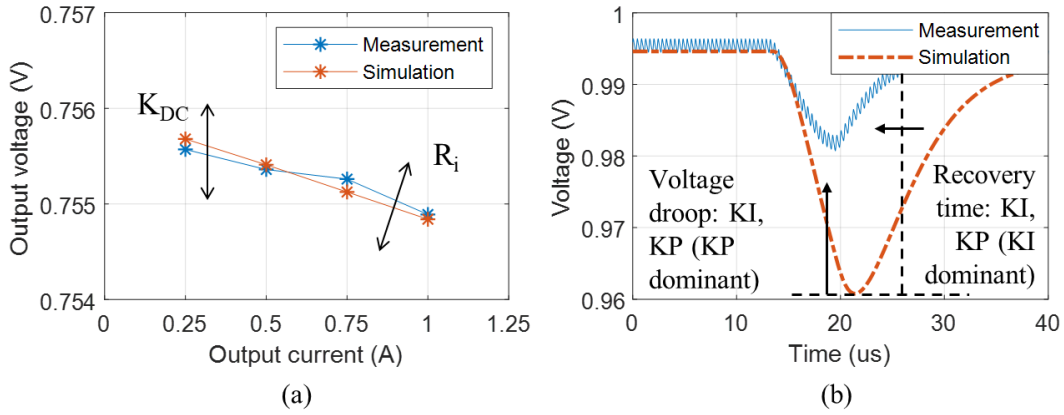 0.757
0.756
0.755
0.754
Output voltage (V)
Measurement
Simulation
K_DC
R_i
0
0.25
0.5
0.75
1
1.25
Output current (A)
(a)
1
0.99
0.98
0.97
0.96
Voltage (V)
Measurement
Simulation
Voltage
droop: KI,
KP (KP
dominant)
Recovery
time: KI,
KP (KI
dominant)
0
10
20
30
40
Time (us)
(b)